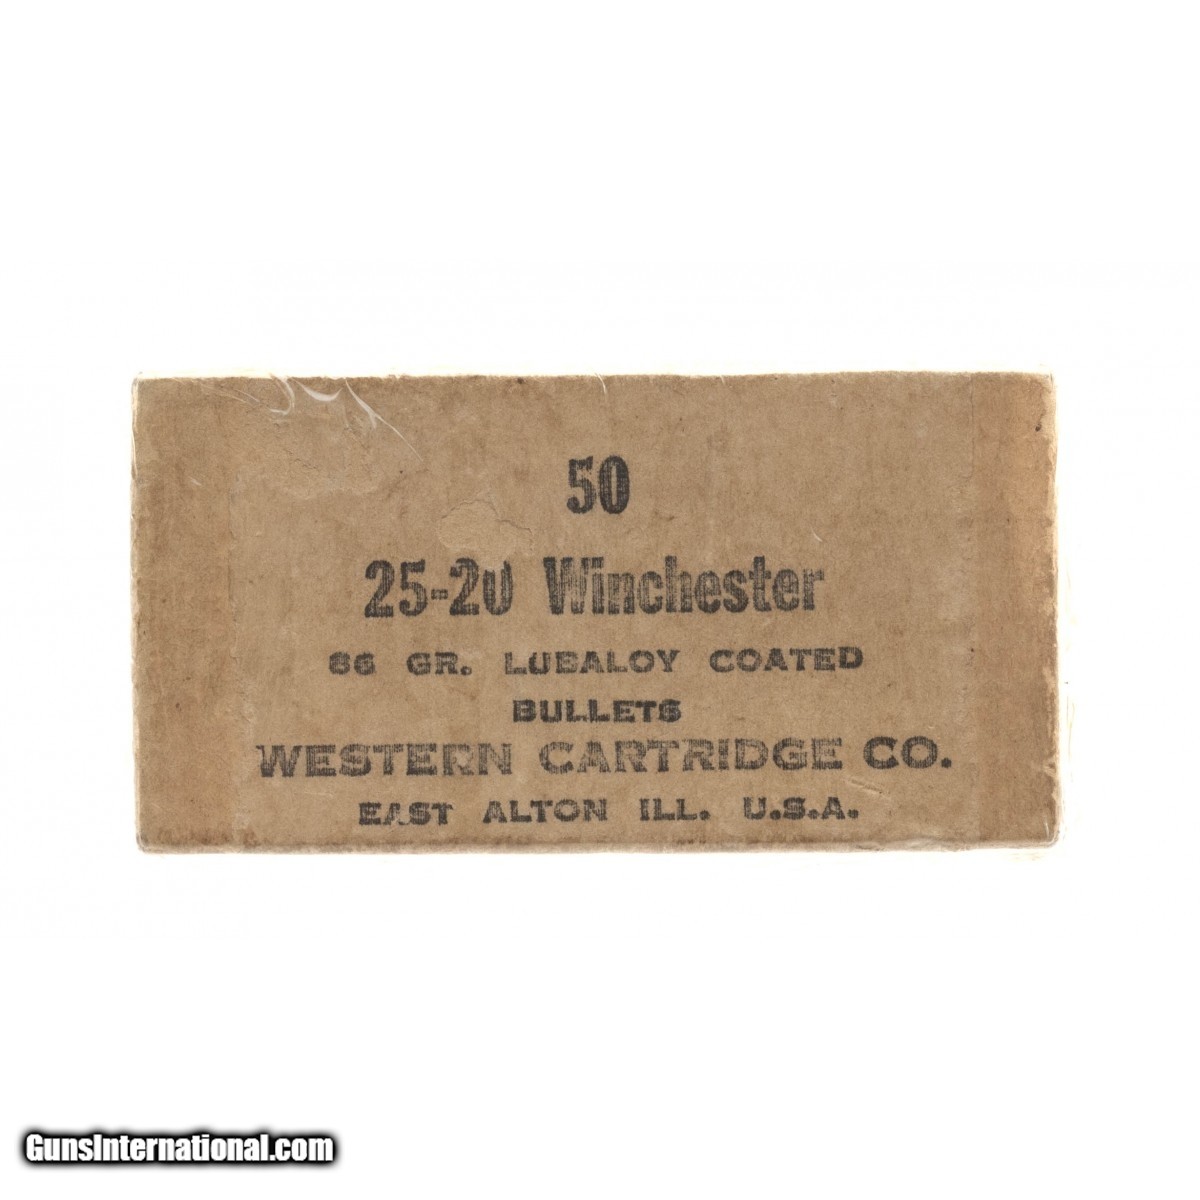 50
25-20 Winchester
86 GR. LUBALOY COATED
BULLETS
WESTERN CARTRIDGE CO.
EAST ALTON ILL. U.S.A.
GunsInternational.com